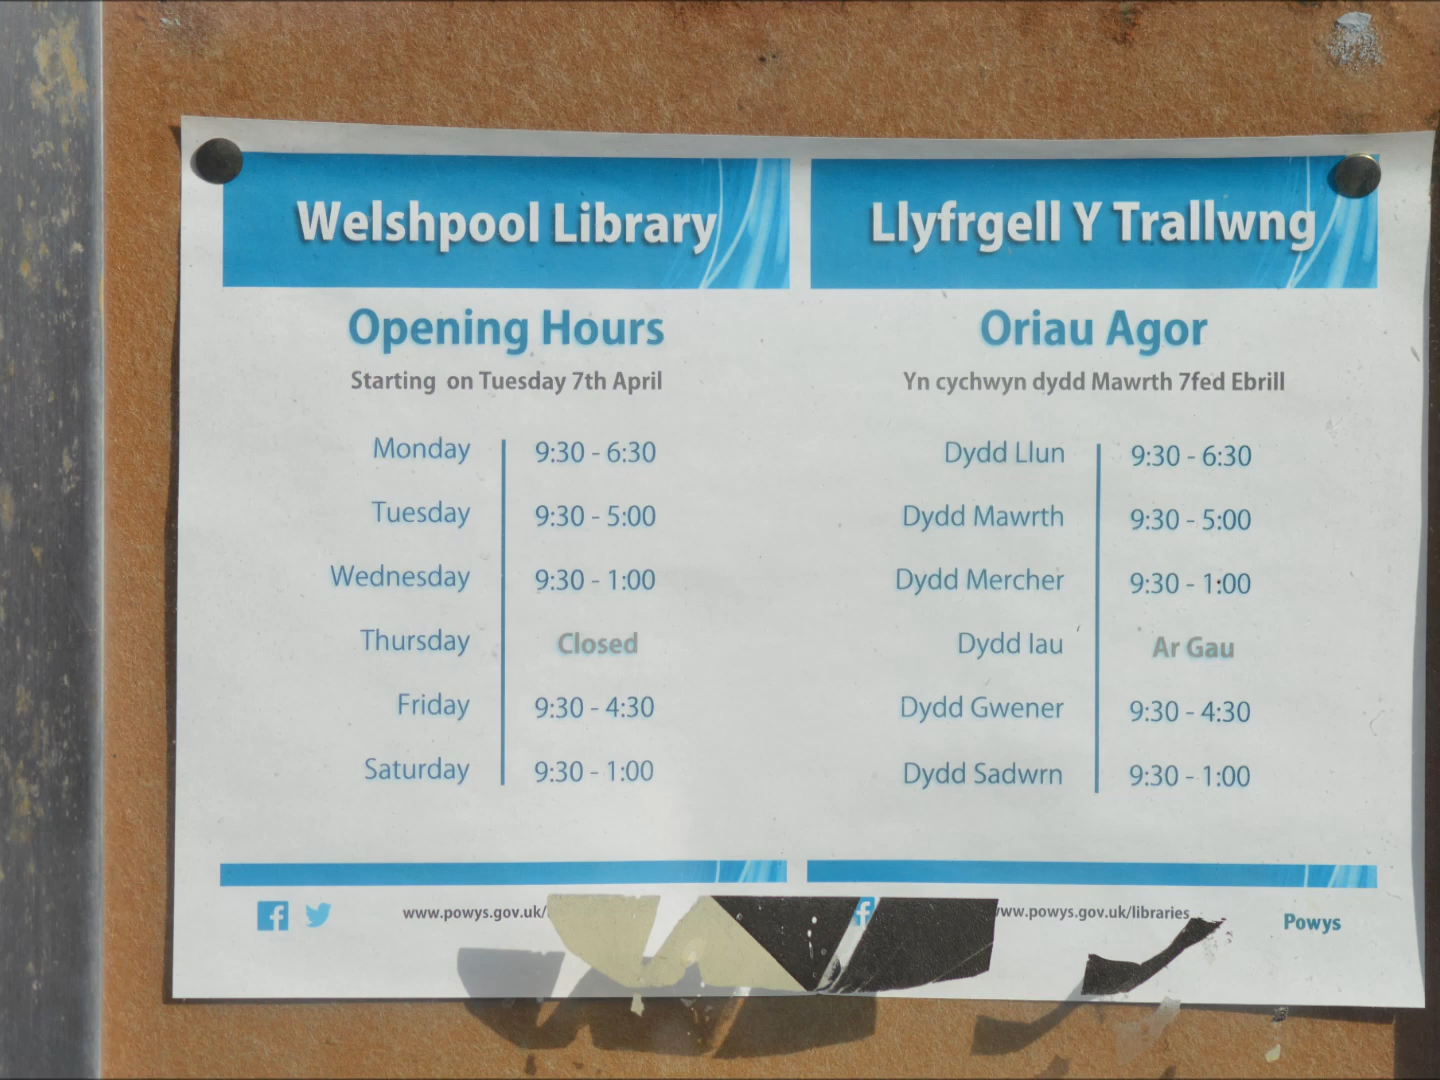 Welshpool Library
Opening Hours
Starting on Tuesday 7th April
Monday 9:30 - 6:30
Tuesday 9:30 - 5:00
Wednesday 9:30 - 1:00
Thursday Closed
Friday 9:30 - 4:30
Saturday 9:30 - 1:00
www.powys.gov.uk/
Llyfrgell Y Trallwng
Oriau Agor
Yn cychwyn dydd Mawrth 7fed Ebrill
Dydd Llun 9:30 - 6:30
Dydd Mawrth 9:30 - 5:00
Dydd Mercher 9:30 - 1:00
Dydd Iau Ar Gau
Dydd Gwener 9:30 - 4:30
Dydd Sadwrn 9:30 - 1:00
www.powys.gov.uk/libraries
Powys